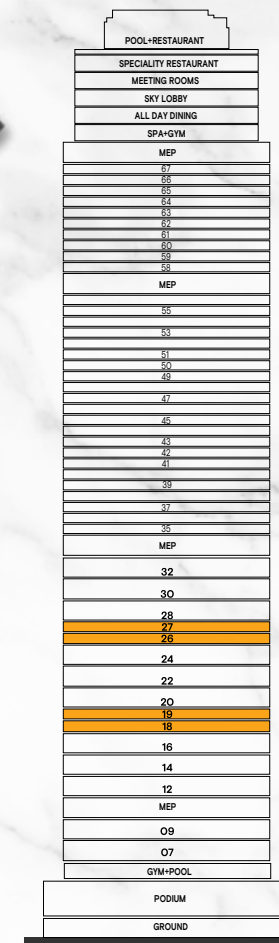 POOL+RESTAURANT
SPECIALITY RESTAURANT
MEETING ROOMS
SKY LOBBY
ALL DAY DINING
SPA+GYM
MEP
67
66
65
64
63
62
61
60
59
58
MEP
55
53
51
50
49
47
45
43
42
41
39
37
35
MEP
32
30
28
27
26
24
22
20
19
18
16
14
12
MEP
09
07
GYM+POOL
PODIUM
GROUND